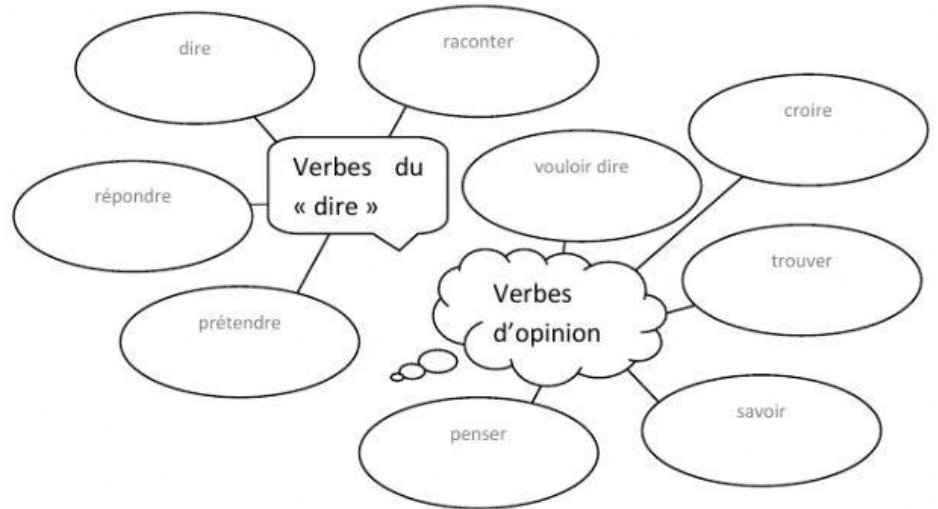 dire
raconter
répondre
Verbes du
« dire »
prétendre
vouloir dire
croire
trouver
Verbes
d’opinion
savoir
penser